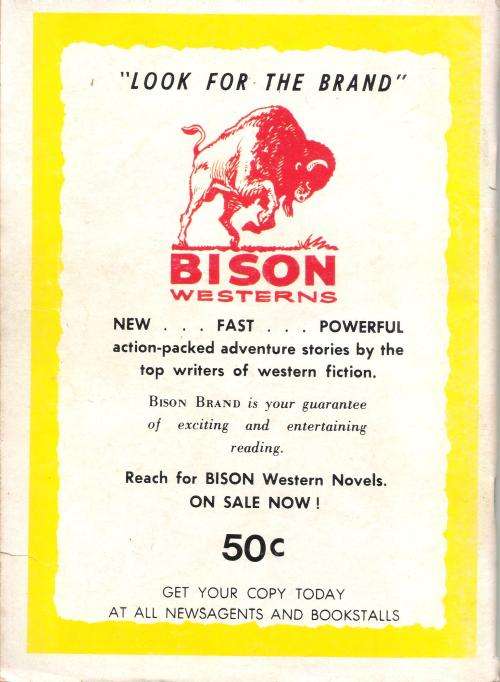 "LOOK FOR THE BRAND"
BISON
WESTERNS
NEW . . . FAST . . . POWERFUL
action-packed adventure stories by the
top writers of western fiction.
BISON BRAND is your guarantee
of exciting and entertaining
reading.
Reach for BISON Western Novels.
ON SALE NOW !
50c
GET YOUR COPY TODAY
AT ALL NEWSAGENTS AND BOOKSTALLS